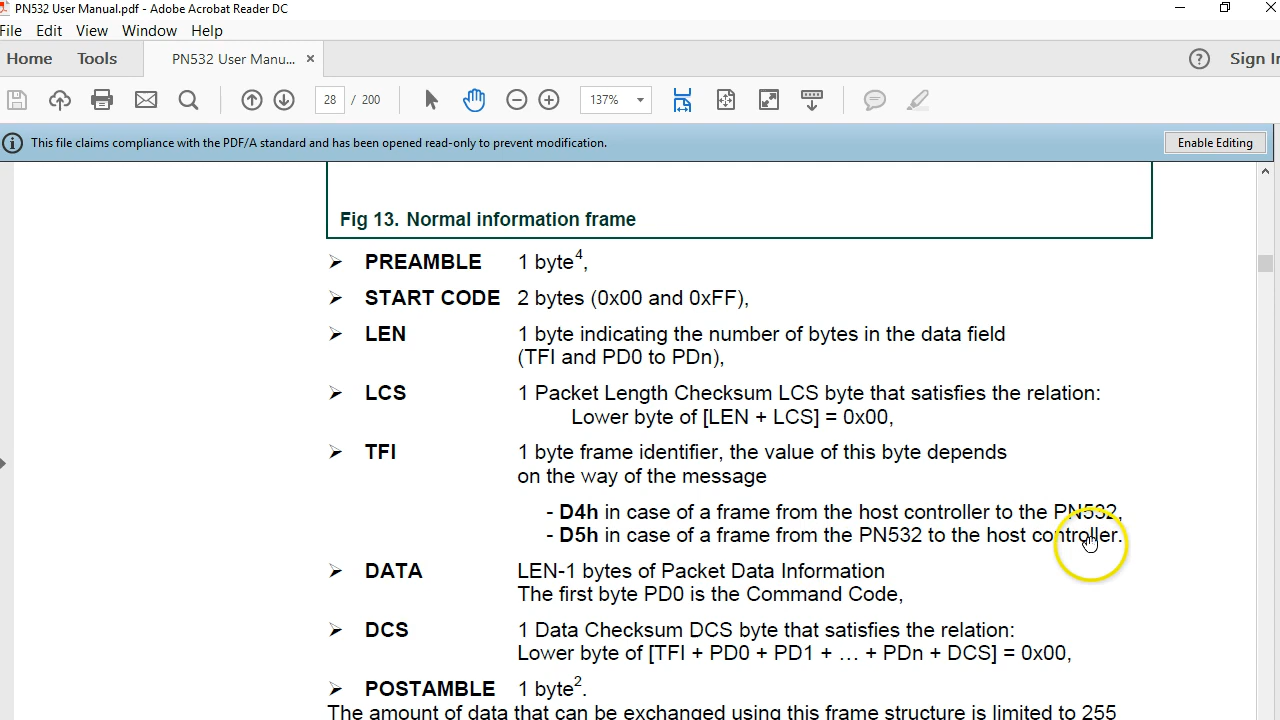 PN532 User Manual.pdf - Adobe Acrobat Reader DC
File Edit View Window Help
Home Tools PN532 User Manu... ×
? Sign In
28 / 200 137%
This file claims compliance with the PDF/A standard and has been opened read-only to prevent modification. Enable Editing
Fig 13. Normal information frame
➢ PREAMBLE 1 byte⁴,
➢ START CODE 2 bytes (0x00 and 0xFF),
➢ LEN 1 byte indicating the number of bytes in the data field
(TFI and PD0 to PDn),
➢ LCS 1 Packet Length Checksum LCS byte that satisfies the relation:
Lower byte of [LEN + LCS] = 0x00,
➢ TFI 1 byte frame identifier, the value of this byte depends
on the way of the message
- D4h in case of a frame from the host controller to the PN532,
- D5h in case of a frame from the PN532 to the host controller.
➢ DATA LEN-1 bytes of Packet Data Information
The first byte PD0 is the Command Code,
➢ DCS 1 Data Checksum DCS byte that satisfies the relation:
Lower byte of [TFI + PD0 + PD1 + … + PDn + DCS] = 0x00,
➢ POSTAMBLE 1 byte².
The amount of data that can be exchanged using this frame structure is limited to 255